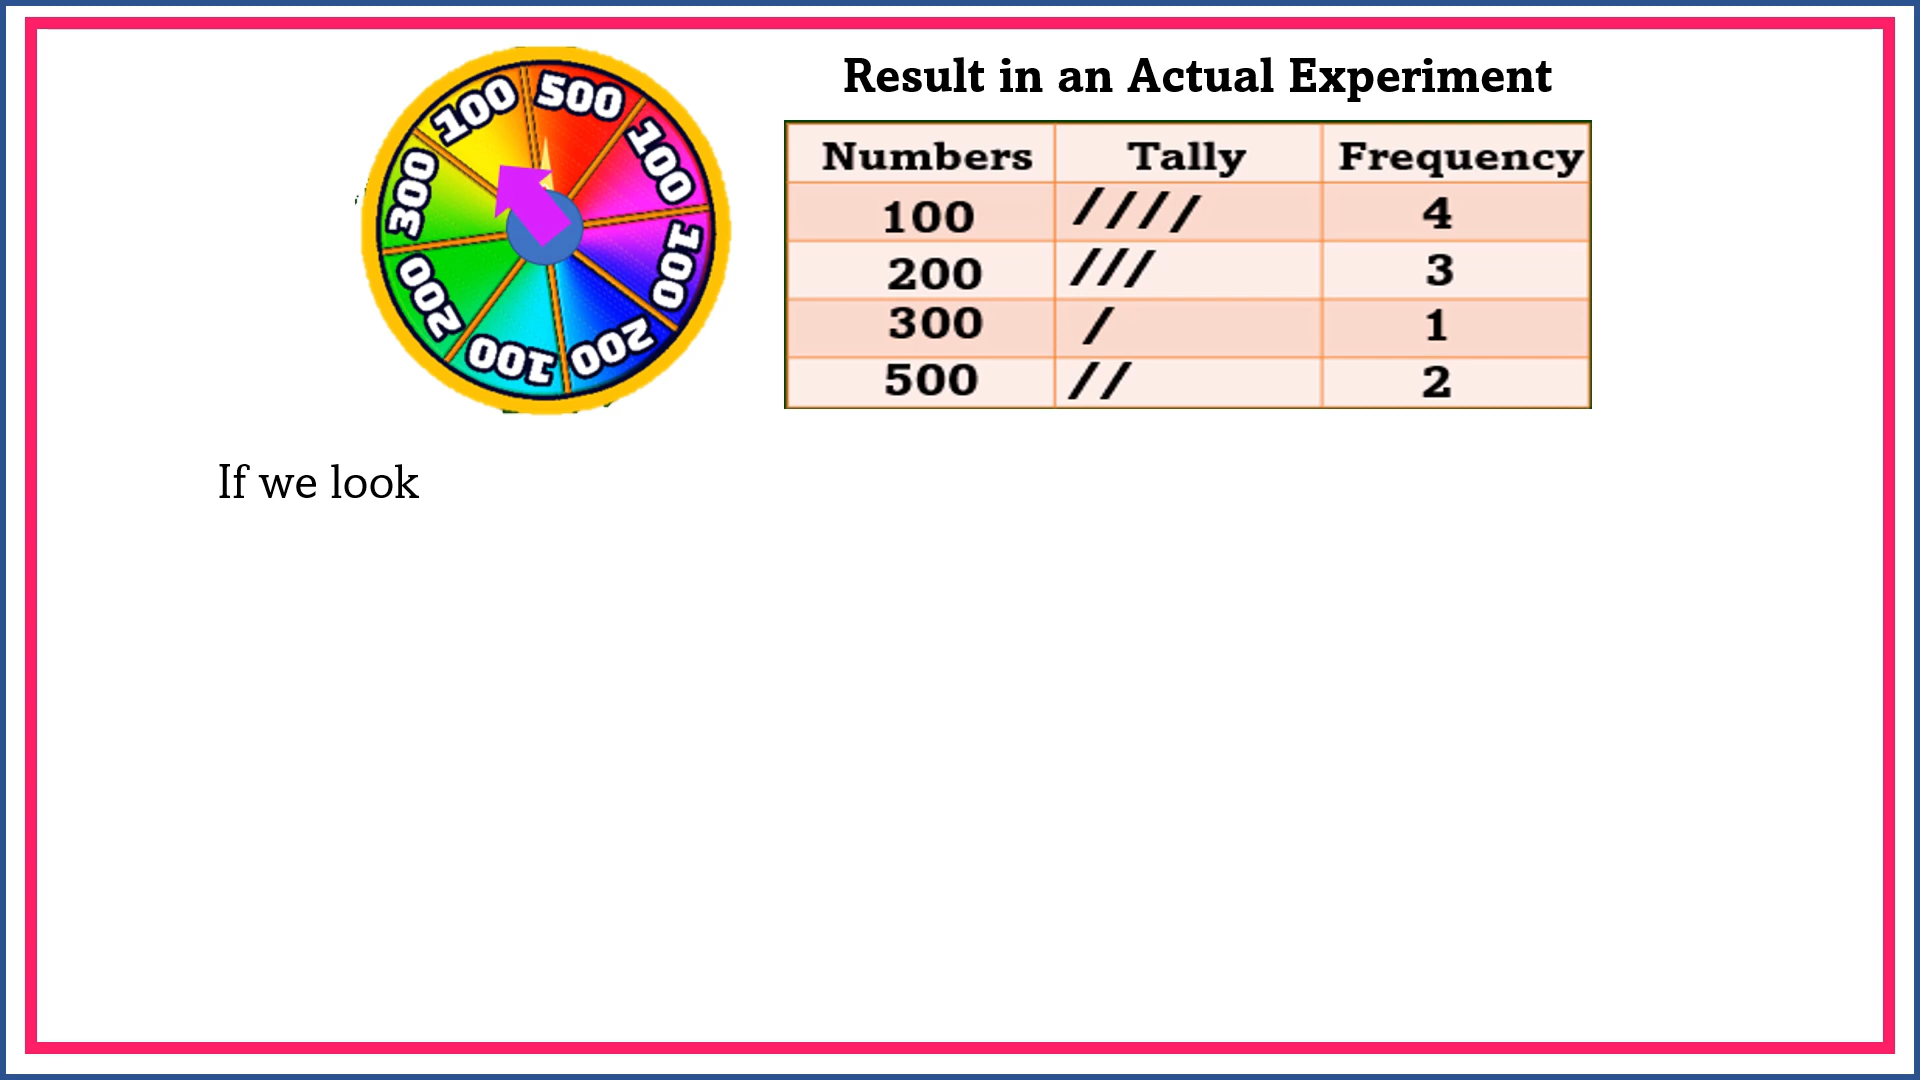 500
100
100
200
100
200
300
100
Result in an Actual Experiment
Numbers Tally Frequency
100 //// 4
200 /// 3
300 / 1
500 // 2
If we look